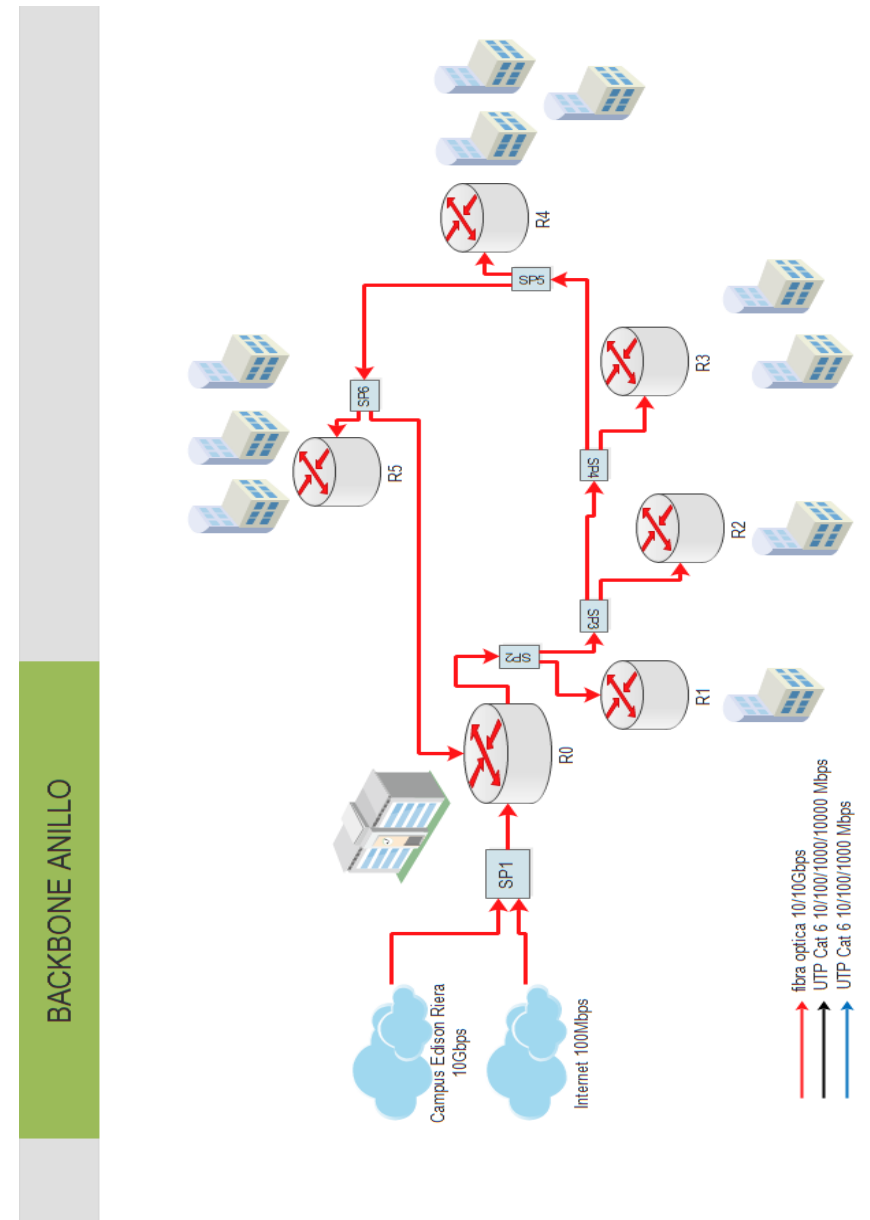 BACKBONE ANILLO
Campus Edison Riera
10Gbps
Internet 100Mbps
SP1
R0
SP2
R1
SP3
R2
SP4
R3
SP5
R4
SP6
R5
fibra optica 10/10Gbps
UTP Cat 6 10/100/1000/10000 Mbps
UTP Cat 6 10/100/1000 Mbps